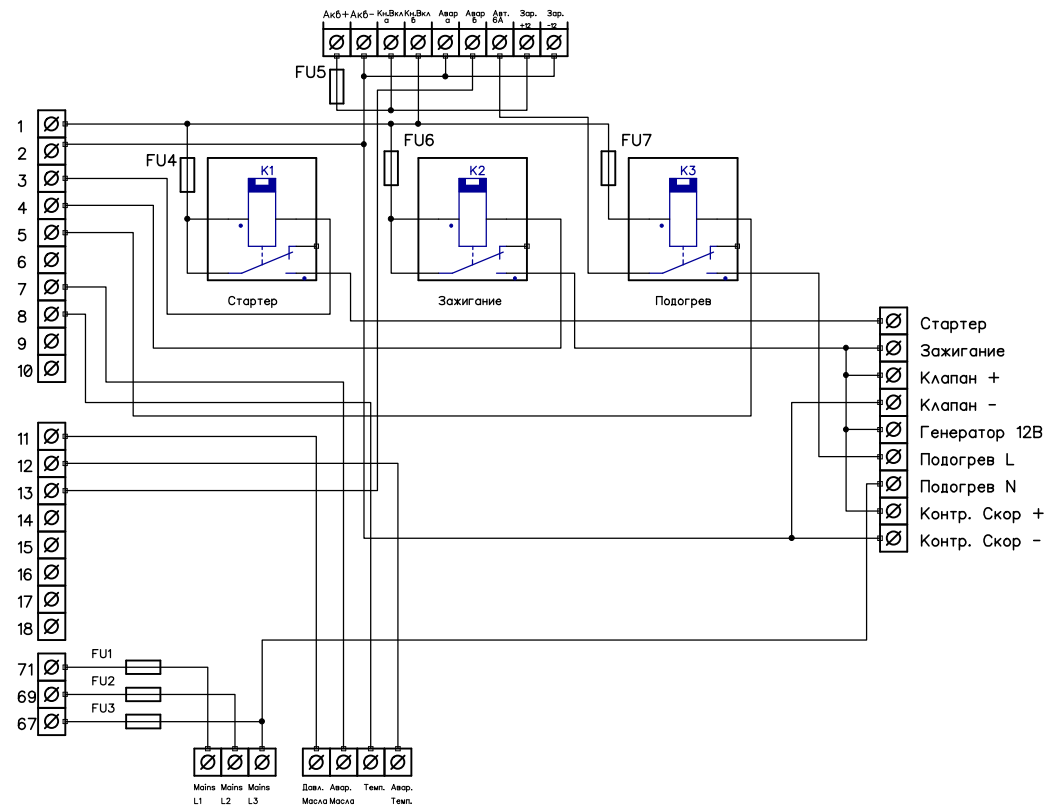 Акб+ Акб- Кн.Вкл а Кн.Вкл б Авар а Авар б Авт. 6А Зар. +12 Зар. -12
FU5
1
2
3
4
5
6
7
8
9
10
FU4
K1
Стартер
FU6
K2
Зажигание
FU7
K3
Подогрев
Стартер
Зажигание
Клапан +
Клапан -
Генератор 12В
Подогрев L
Подогрев N
Контр. Скор +
Контр. Скор -
11
12
13
14
15
16
17
18
71
69
67
FU1
FU2
FU3
Mains Mains Mains
L1 L2 L3
Давл. Авар. Темп. Авар.
Масла Масла Темп.